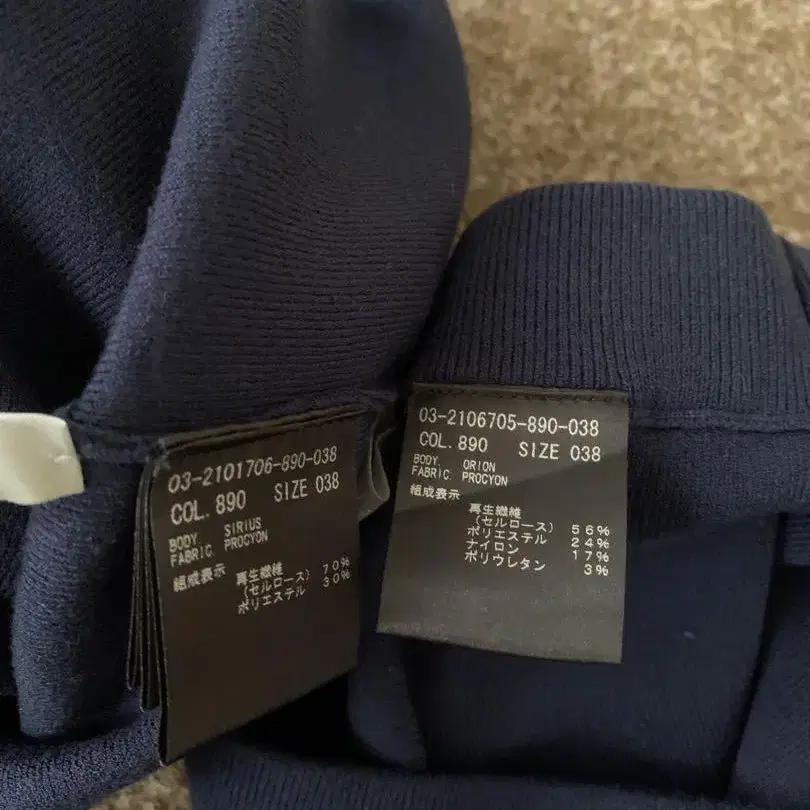 03-2101706-890-038
COL. 890 SIZE 038
BODY. SIRIUS
FABRIC. PROCYON
組成表示
再生繊維
(セルロース) 70%
ポリエステル 30%
03-2106705-890-038
COL. 890 SIZE 038
BODY. ORION
FABRIC. PROCYON
組成表示
再生繊維
(セルロース) 56%
ポリエステル 24%
ナイロン 17%
ポリウレタン 3%